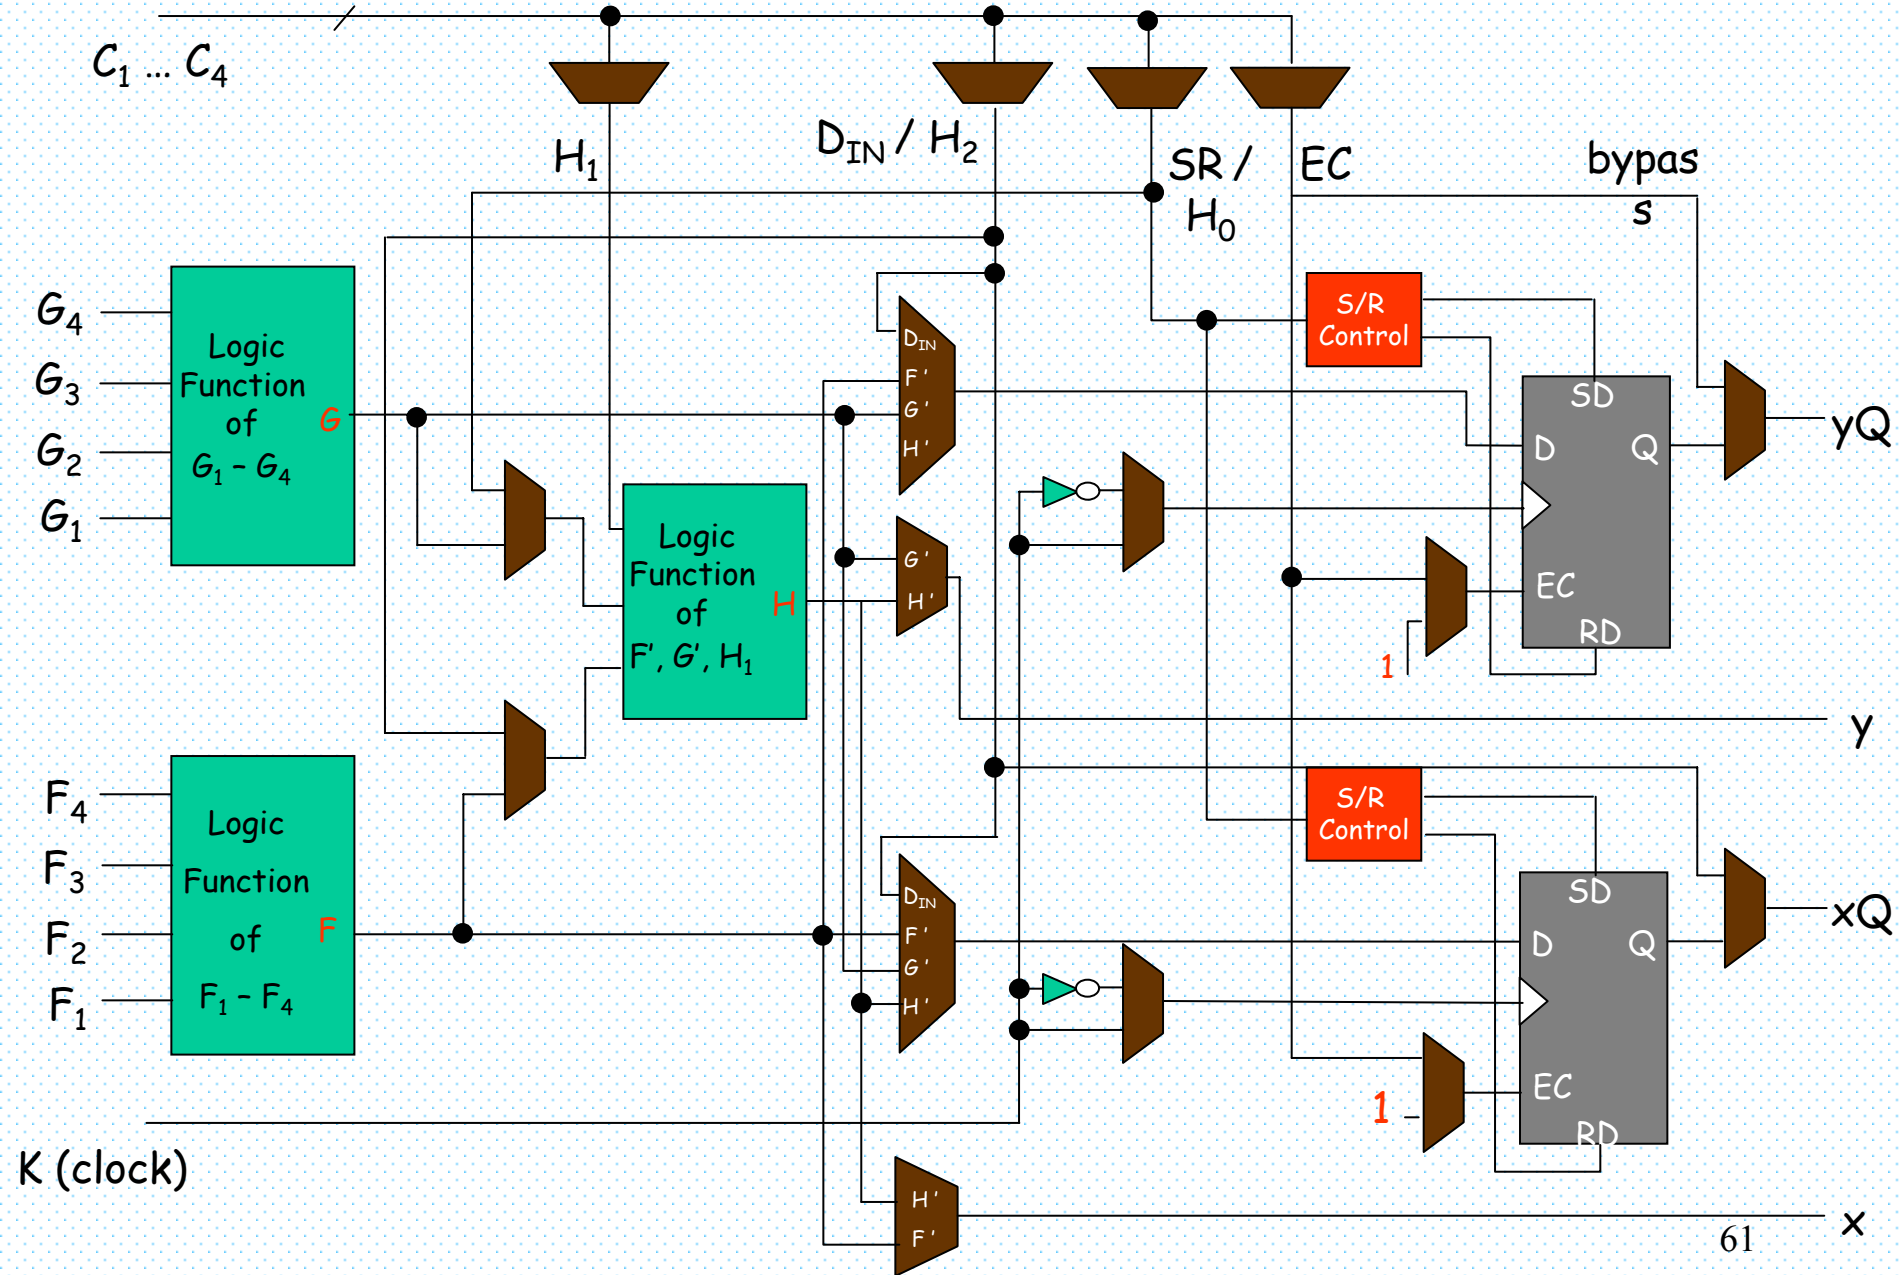 C1 ... C4
H1
DIN / H2
SR /
H0
EC
bypas
s
G4
G3
G2
G1
Logic
Function
of
G1 - G4
G
DIN
F'
G'
H'
S/R
Control
SD
D
Q
EC
RD
yQ
Logic
Function
of
F', G', H1
H
G'
H'
1
y
F4
F3
F2
F1
Logic
Function
of
F1 - F4
F
DIN
F'
G'
H'
S/R
Control
SD
D
Q
EC
RD
xQ
1
K (clock)
H'
F'
x
61